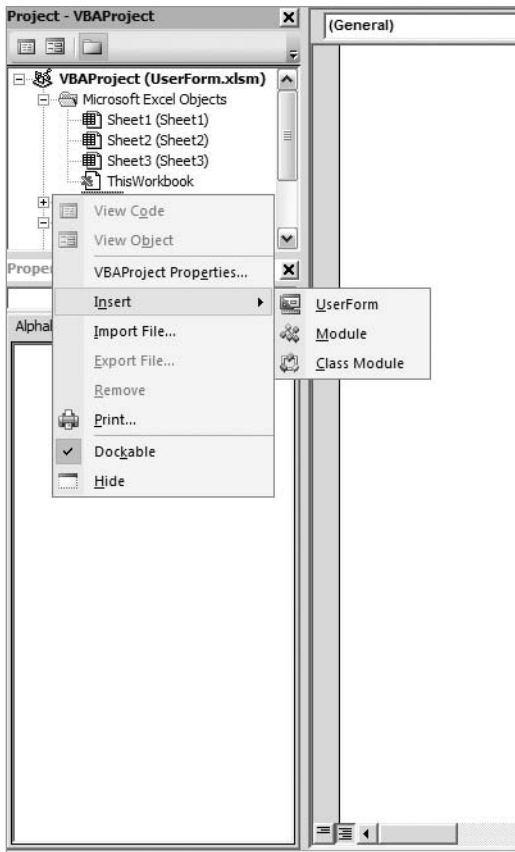 Project - VBAProject
(General)
VBAProject (UserForm.xlsm)
Microsoft Excel Objects
Sheet1 (Sheet1)
Sheet2 (Sheet2)
Sheet3 (Sheet3)
ThisWorkbook
View Code
View Object
Proper
VBAProject Properties...
Insert
UserForm
Alphal
Import File...
Module
Export File...
Class Module
Remove
Print...
Dockable
Hide